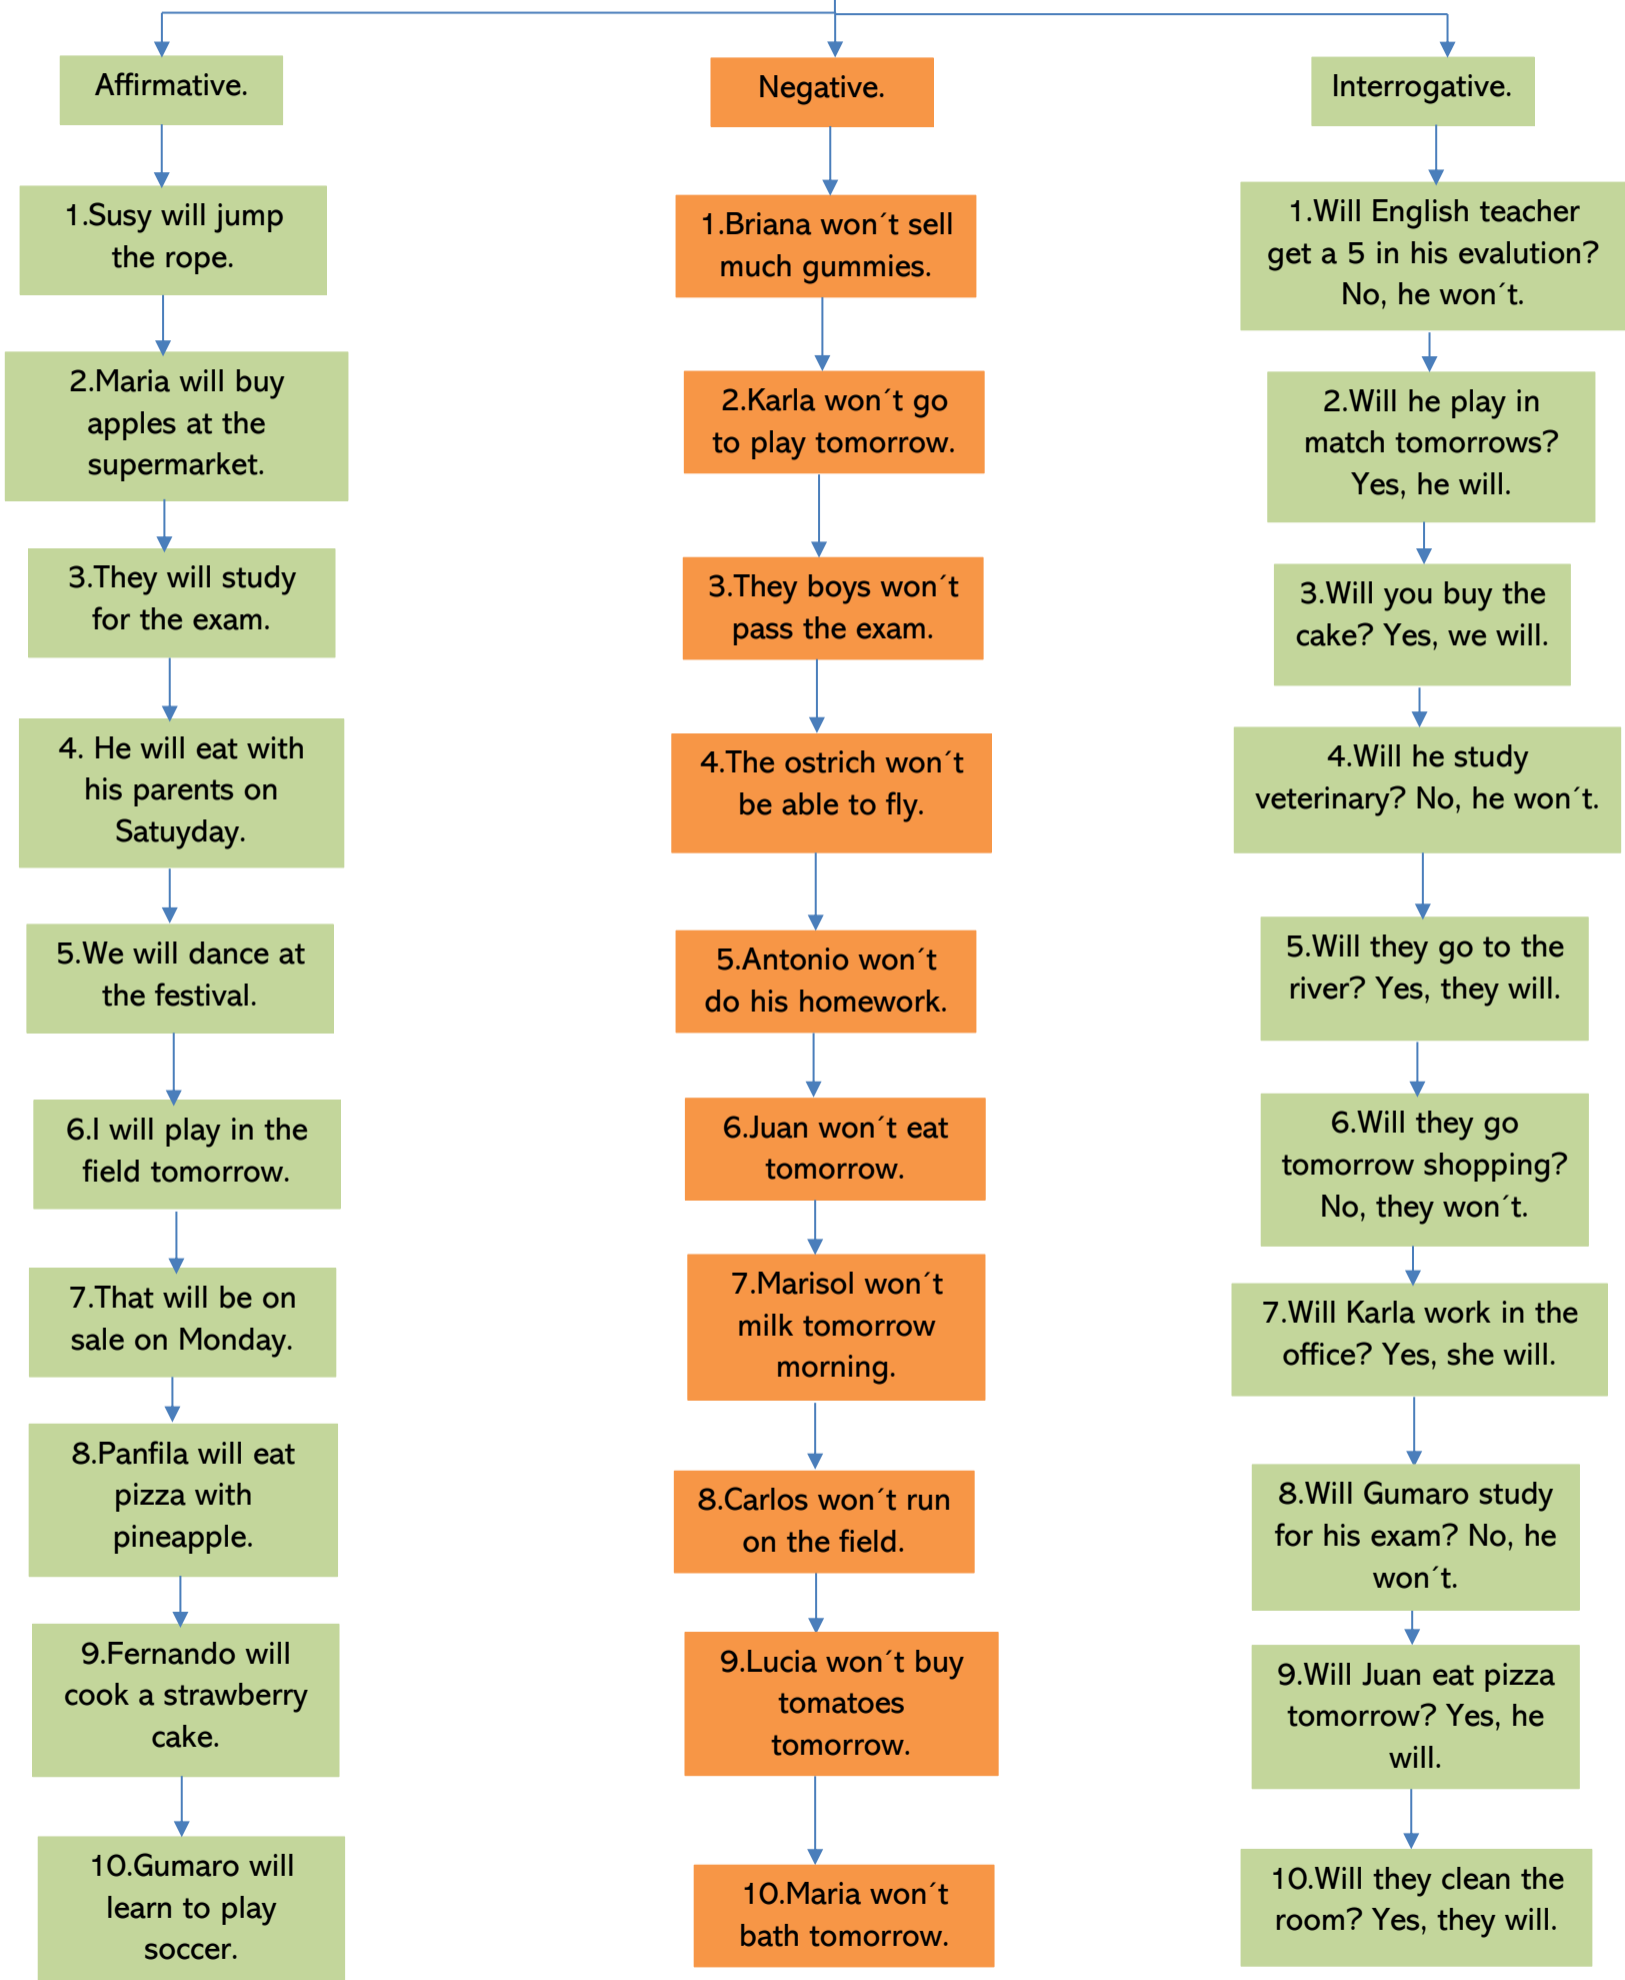 Affirmative.
1.Susy will jump
the rope.
2.Maria will buy
apples at the
supermarket.
3.They will study
for the exam.
4. He will eat with
his parents on
Satuyday.
5.We will dance at
the festival.
6.I will play in the
field tomorrow.
7.That will be on
sale on Monday.
8.Panfila will eat
pizza with
pineapple.
9.Fernando will
cook a strawberry
cake.
10.Gumaro will
learn to play
soccer.
Negative.
1.Briana won´t sell
much gummies.
2.Karla won´t go
to play tomorrow.
3.They boys won´t
pass the exam.
4.The ostrich won´t
be able to fly.
5.Antonio won´t
do his homework.
6.Juan won´t eat
tomorrow.
7.Marisol won´t
milk tomorrow
morning.
8.Carlos won´t run
on the field.
9.Lucia won´t buy
tomatoes
tomorrow.
10.Maria won´t
bath tomorrow.
Interrogative.
1.Will English teacher
get a 5 in his evalution?
No, he won´t.
2.Will he play in
match tomorrows?
Yes, he will.
3.Will you buy the
cake? Yes, we will.
4.Will he study
veterinary? No, he won´t.
5.Will they go to the
river? Yes, they will.
6.Will they go
tomorrow shopping?
No, they won´t.
7.Will Karla work in the
office? Yes, she will.
8.Will Gumaro study
for his exam? No, he
won´t.
9.Will Juan eat pizza
tomorrow? Yes, he
will.
10.Will they clean the
room? Yes, they will.